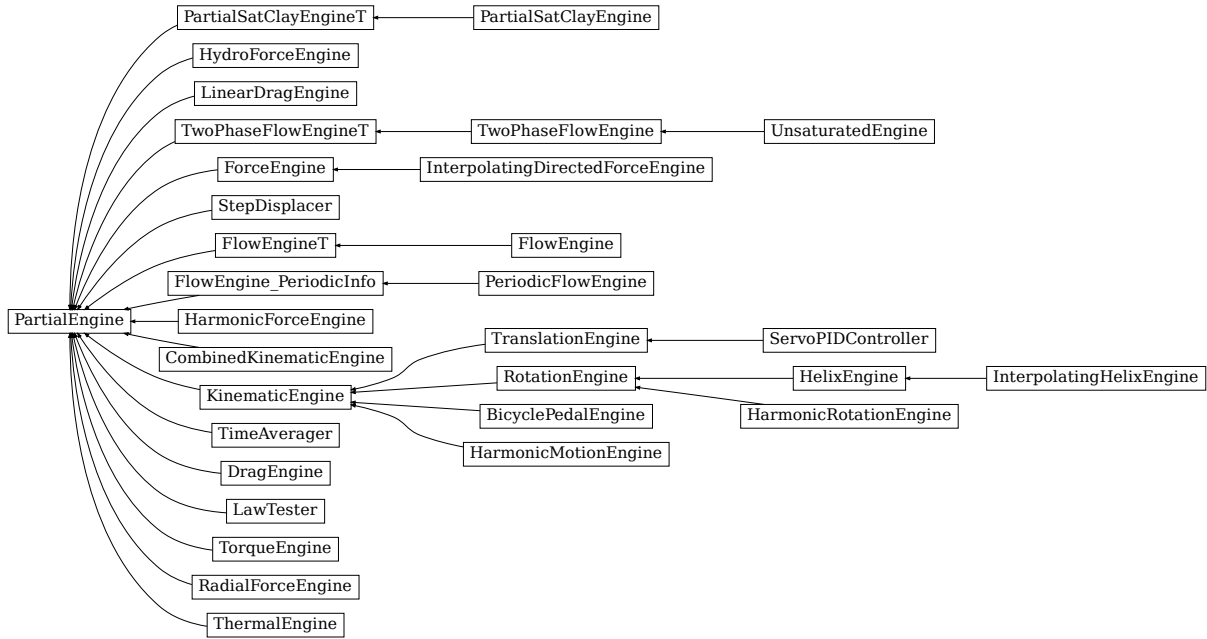 PartialSatClayEngineT
PartialSatClayEngine
HydroForceEngine
LinearDragEngine
TwoPhaseFlowEngineT
TwoPhaseFlowEngine
UnsaturatedEngine
ForceEngine
InterpolatingDirectedForceEngine
StepDisplacer
FlowEngineT
FlowEngine
FlowEngine_PeriodicInfo
PeriodicFlowEngine
PartialEngine
HarmonicForceEngine
TranslationEngine
ServoPIDController
CombinedKinematicEngine
RotationEngine
HelixEngine
InterpolatingHelixEngine
KinematicEngine
BicyclePedalEngine
HarmonicRotationEngine
TimeAverager
HarmonicMotionEngine
DragEngine
LawTester
TorqueEngine
RadialForceEngine
ThermalEngine